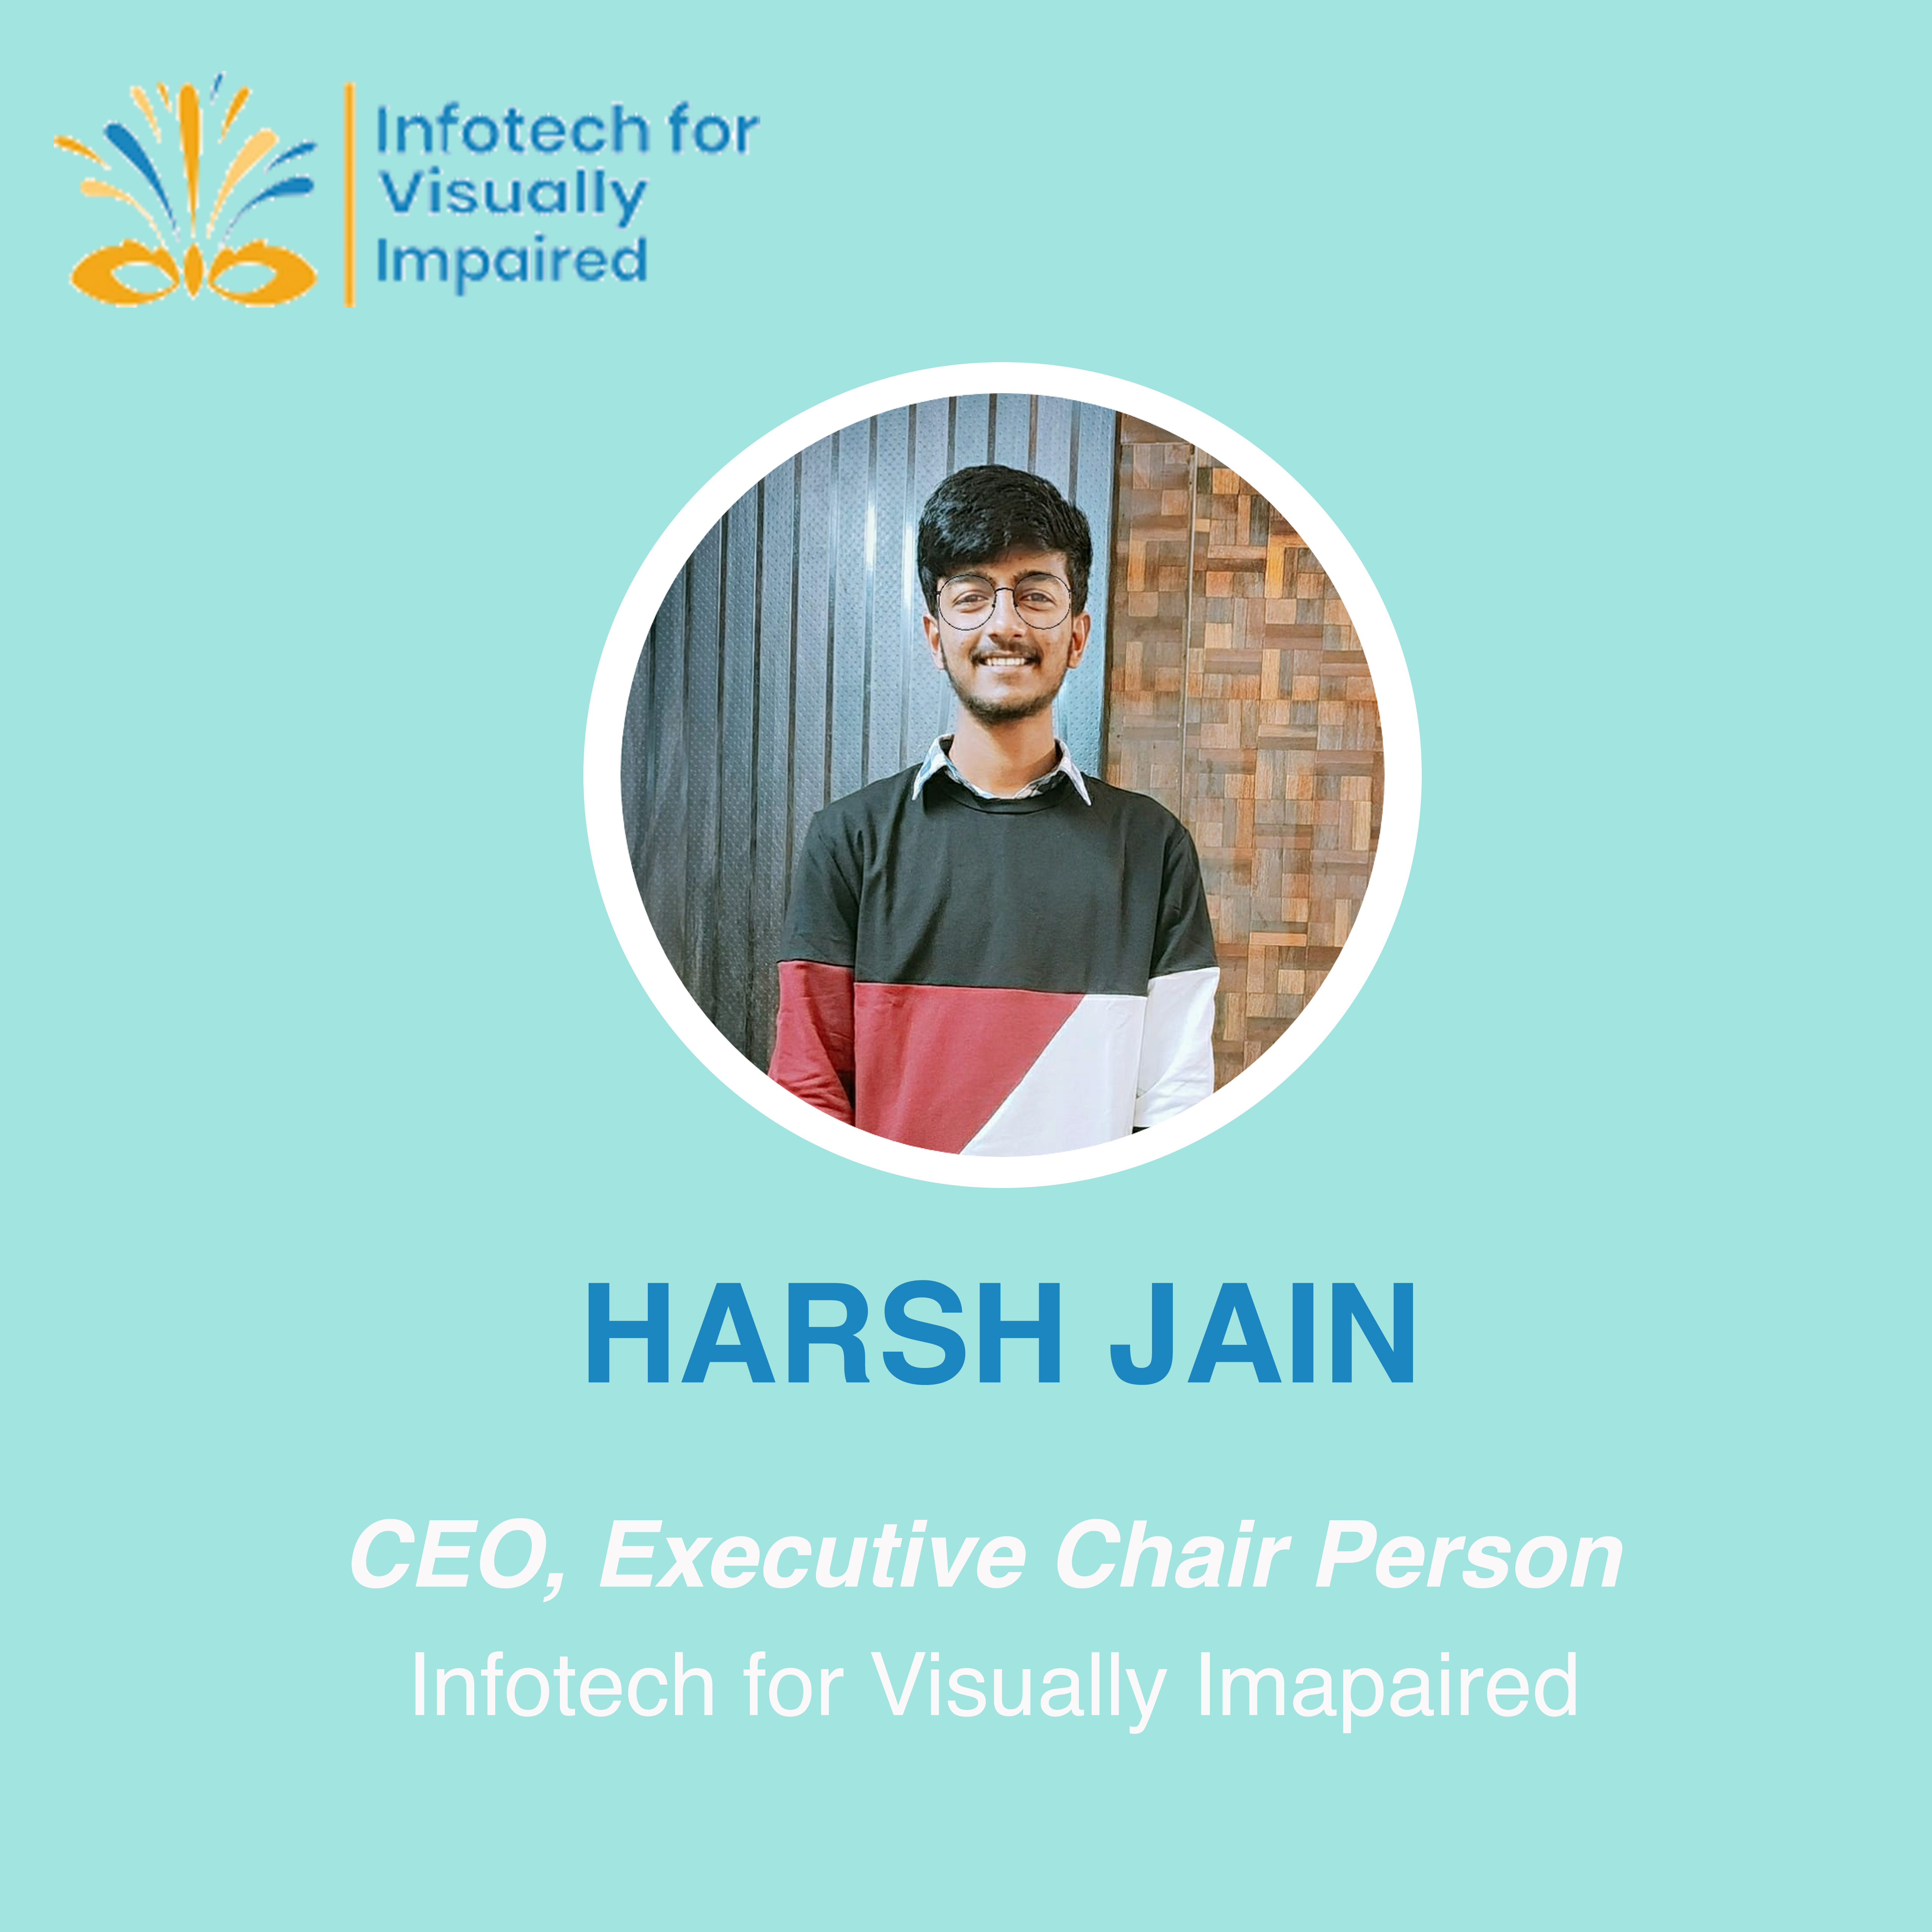 Infotech for
Visually
Impaired
HARSH JAIN
CEO, Executive Chair Person
Infotech for Visually Imapaired